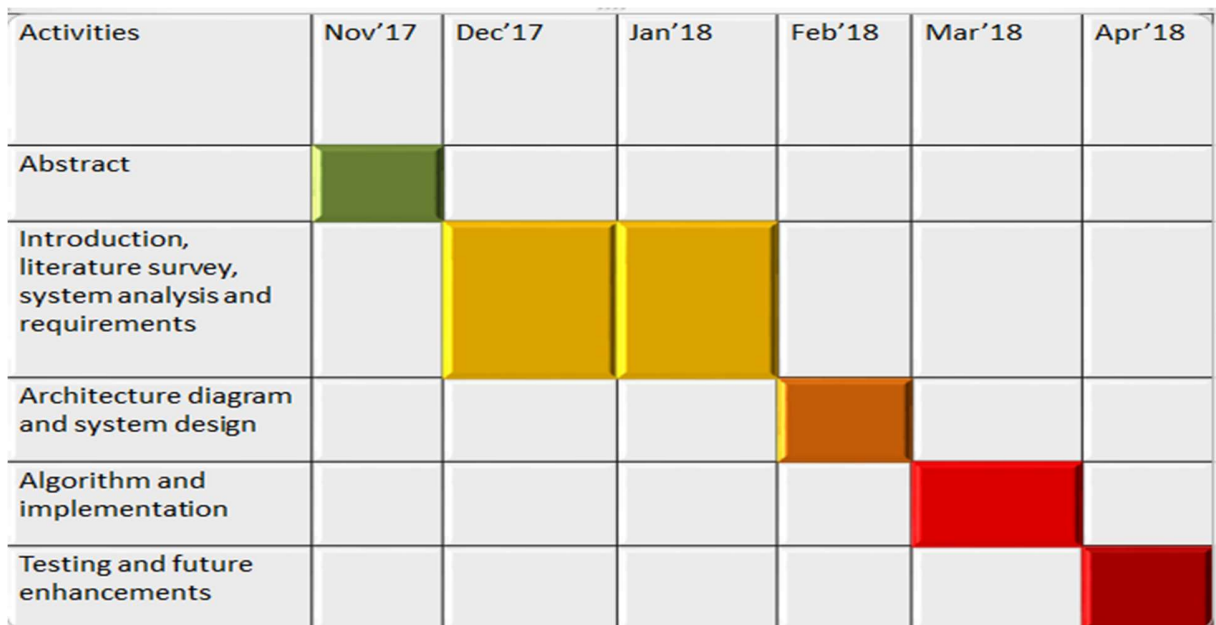 Activities
Nov’17
Dec’17
Jan’18
Feb’18
Mar’18
Apr’18
Abstract
Introduction,
literature survey,
system analysis and
requirements
Architecture diagram
and system design
Algorithm and
implementation
Testing and future
enhancements